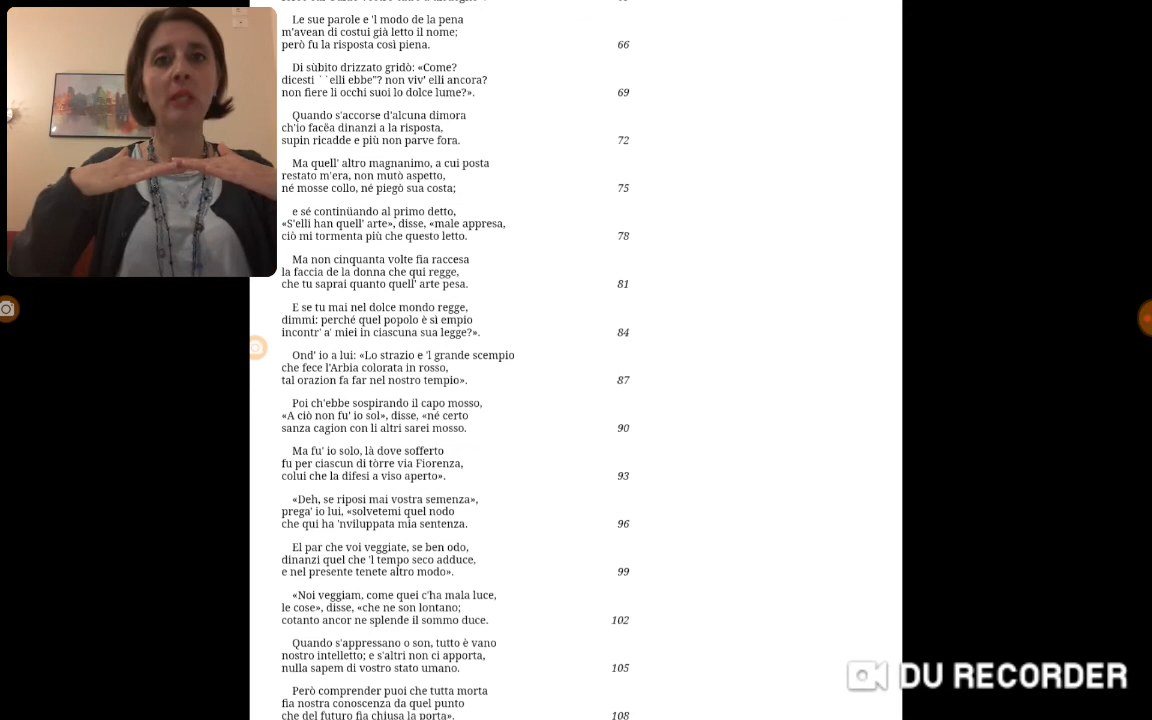 Le sue parole e 'l modo de la pena
m'avean di costui già letto il nome;
però fu la risposta così piena. 66
Di sùbito drizzato gridò: «Come?
dicesti ``elli ebbe"? non viv' elli ancora?
non fiere li occhi suoi lo dolce lume?». 69
Quando s'accorse d'alcuna dimora
ch'io facëa dinanzi a la risposta,
supin ricadde e più non parve fora. 72
Ma quell' altro magnanimo, a cui posta
restato m'era, non mutò aspetto,
né mosse collo, né piegò sua costa; 75
e sé continüando al primo detto,
«S'elli han quell' arte», disse, «male appresa,
ciò mi tormenta più che questo letto. 78
Ma non cinquanta volte fia raccesa
la faccia de la donna che qui regge,
che tu saprai quanto quell' arte pesa. 81
E se tu mai nel dolce mondo regge,
dimmi: perché quel popolo è sì empio
incontr' a' miei in ciascuna sua legge?». 84
Ond' io a lui: «Lo strazio e 'l grande scempio
che fece l'Arbia colorata in rosso,
tal orazion fa far nel nostro tempio». 87
Poi ch'ebbe sospirando il capo mosso,
«A ciò non fu' io sol», disse, «né certo
sanza cagion con li altri sarei mosso. 90
Ma fu' io solo, là dove sofferto
fu per ciascun di tòrre via Fiorenza,
colui che la difesi a viso aperto». 93
«Deh, se riposi mai vostra semenza»,
prega' io lui, «solvetemi quel nodo
che qui ha 'nviluppata mia sentenza. 96
El par che voi veggiate, se ben odo,
dinanzi quel che 'l tempo seco adduce,
e nel presente tenete altro modo». 99
«Noi veggiam, come quei c'ha mala luce,
le cose», disse, «che ne son lontano;
cotanto ancor ne splende il sommo duce. 102
Quando s'appressano o son, tutto è vano
nostro intelletto; e s'altri non ci apporta,
nulla sapem di vostro stato umano. 105
Però comprender puoi che tutta morta
fia nostra conoscenza da quel punto
che del futuro fia chiusa la porta». 108
DU RECORDER